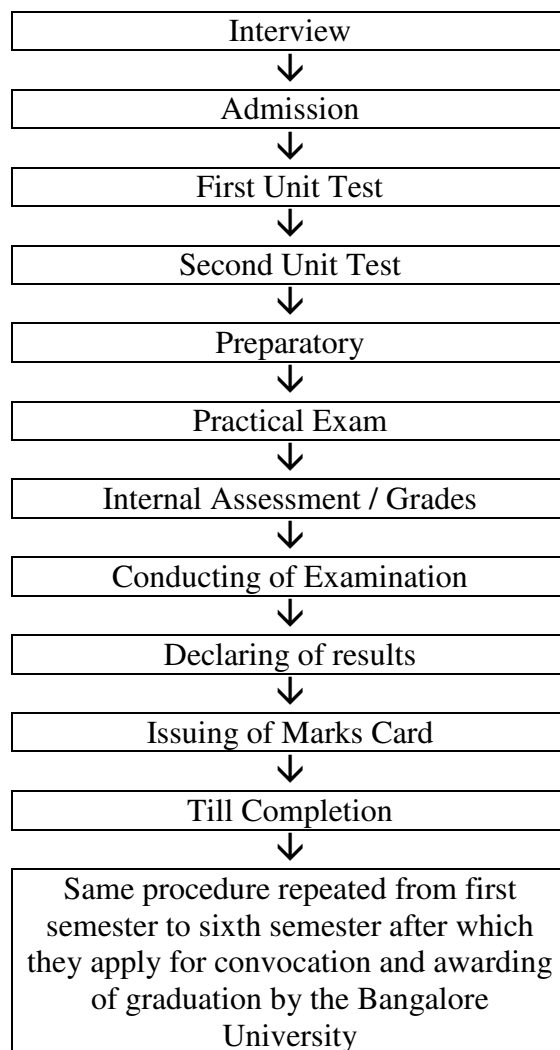 Interview
Admission
First Unit Test
Second Unit Test
Preparatory
Practical Exam
Internal Assessment / Grades
Conducting of Examination
Declaring of results
Issuing of Marks Card
Till Completion
Same procedure repeated from first
semester to sixth semester after which
they apply for convocation and awarding
of graduation by the Bangalore
University